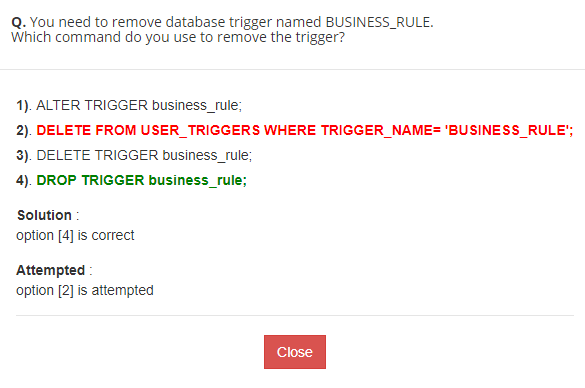 Q. You need to remove database trigger named BUSINESS_RULE.
Which command do you use to remove the trigger?
1). ALTER TRIGGER business_rule;
2). DELETE FROM USER_TRIGGERS WHERE TRIGGER_NAME= 'BUSINESS_RULE';
3). DELETE TRIGGER business_rule;
4). DROP TRIGGER business_rule;
Solution :
option [4] is correct
Attempted :
option [2] is attempted
Close